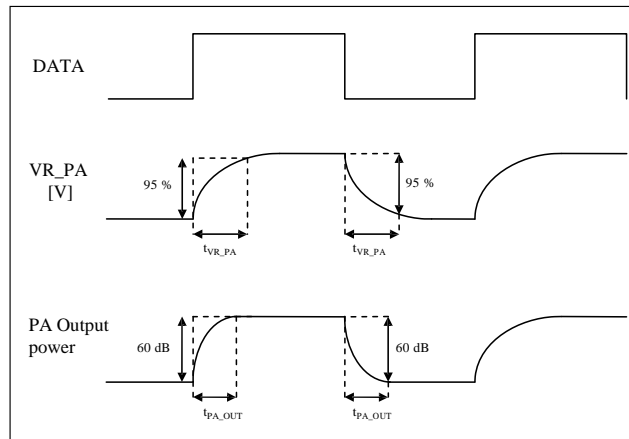 DATA
VR_PA
[V]
95 %
95 %
tVR_PA
tVR_PA
PA Output
power
60 dB
60 dB
tPA_OUT
tPA_OUT